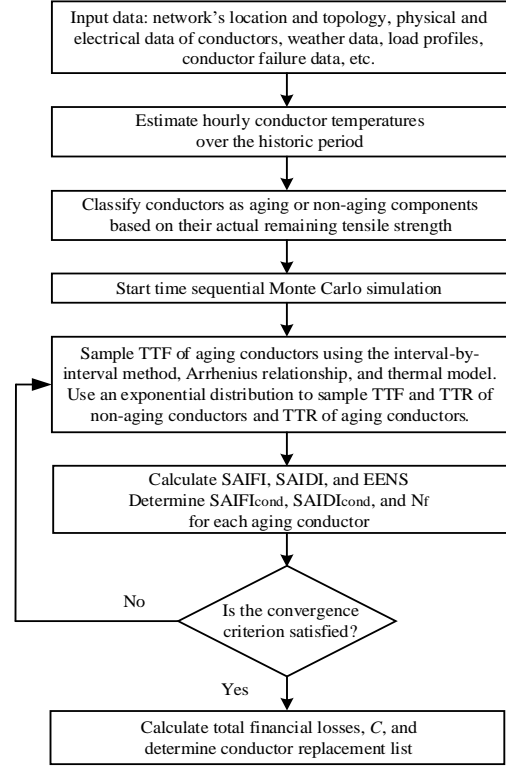 Input data: network's location and topology, physical and
electrical data of conductors, weather data, load profiles,
conductor failure data, etc.
Estimate hourly conductor temperatures
over the historic period
Classify conductors as aging or non-aging components
based on their actual remaining tensile strength
Start time sequential Monte Carlo simulation
Sample TTF of aging conductors using the interval-by-
interval method, Arrhenius relationship, and thermal model.
Use an exponential distribution to sample TTF and TTR of
non-aging conductors and TTR of aging conductors.
Calculate SAIFI, SAIDI, and EENS
Determine SAIFIcond, SAIDIcond, and Nf
for each aging conductor
No
Is the convergence
criterion satisfied?
Yes
Calculate total financial losses, C, and
determine conductor replacement list